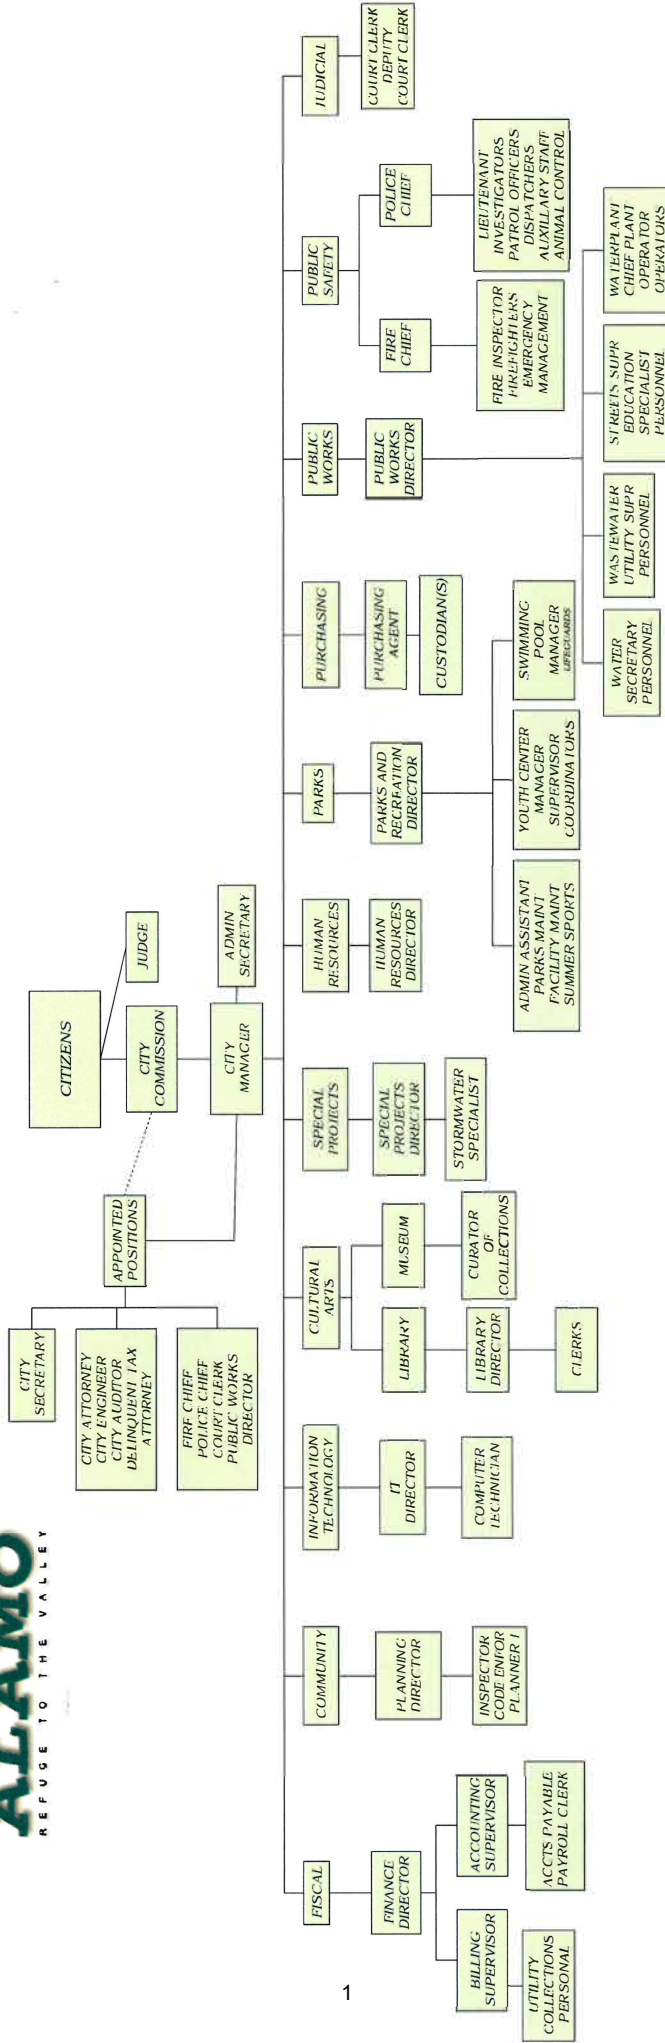 ALAMO
REFUGE TO THE VALLEY
CITIZENS
JUDGE
CITY
COMMISSION
CITY
MANAGER
ADMIN
SECRETARY
APPOINTED
POSITIONS
CITY
SECRETARY
CITY ATTORNEY
CITY ENGINEER
CITY AUDITOR
DELINQUENT TAX
ATTORNEY
FIRE CHIEF
POLICE CHIEF
COURT CLERK
PUBLIC WORKS
DIRECTOR
FISCAL
FINANCE
DIRECTOR
BILLING
SUPERVISOR
UTILITY
COLLECTIONS
PERSONAL
ACCOUNTING
SUPERVISOR
ACCTS PAYABLE
PAYROLL CLERK
COMMUNITY
PLANNING
DIRECTOR
INSPECTOR
CODE ENFOR
PLANNER I
INFORMATION
TECHNOLOGY
IT
DIRECTOR
COMPUTER
TECHNICIAN
CULTURAL
ARTS
LIBRARY
LIBRARY
DIRECTOR
CLERKS
MUSEUM
CURATOR
OF
COLLECTIONS
SPECIAL
PROJECTS
SPECIAL
PROJECTS
DIRECTOR
STORMWATER
SPECIALIST
HUMAN
RESOURCES
HUMAN
RESOURCES
DIRECTOR
PARKS
PARKS AND
RECREATION
DIRECTOR
ADMIN ASSISTANT
PARKS MAINT
FACILITY MAINT
SUMMER SPORTS
YOUTH CENTER
MANAGER
SUPERVISOR
COORDINATORS
SWIMMING
POOL
MANAGER
LIFEGUARDS
PURCHASING
PURCHASING
AGENT
CUSTODIAN(S)
PUBLIC
WORKS
PUBLIC
WORKS
DIRECTOR
WATER
SECRETARY
PERSONNEL
WASTEWATER
UTILITY SUPR
PERSONNEL
STREETS SUPR
EDUCATION
SPECIALIST
PERSONNEL
WATERPLANT
CHIEF PLANT
OPERATOR
OPERATORS
PUBLIC
SAFETY
FIRE
CHIEF
FIRE INSPECTOR
FIREFIGHTERS
EMERGENCY
MANAGEMENT
POLICE
CHIEF
LIEUTENANT
INVESTIGATORS
PATROL OFFICERS
DISPATCHERS
AUXILLARY STAFF
ANIMAL CONTROL
JUDICIAL
COURT CLERK
DEPUTY
COURT CLERK
1